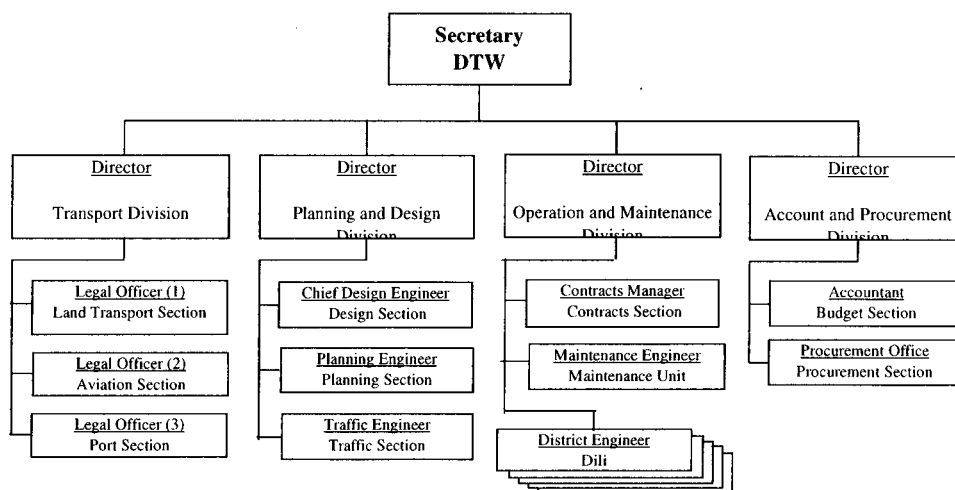 Secretary
DTW
Director
Transport Division
Director
Planning and Design
Division
Director
Operation and Maintenance
Division
Director
Account and Procurement
Division
Legal Officer (1)
Land Transport Section
Legal Officer (2)
Aviation Section
Legal Officer (3)
Port Section
Chief Design Engineer
Design Section
Planning Engineer
Planning Section
Traffic Engineer
Traffic Section
Contracts Manager
Contracts Section
Maintenance Engineer
Maintenance Unit
District Engineer
Dili
Accountant
Budget Section
Procurement Office
Procurement Section